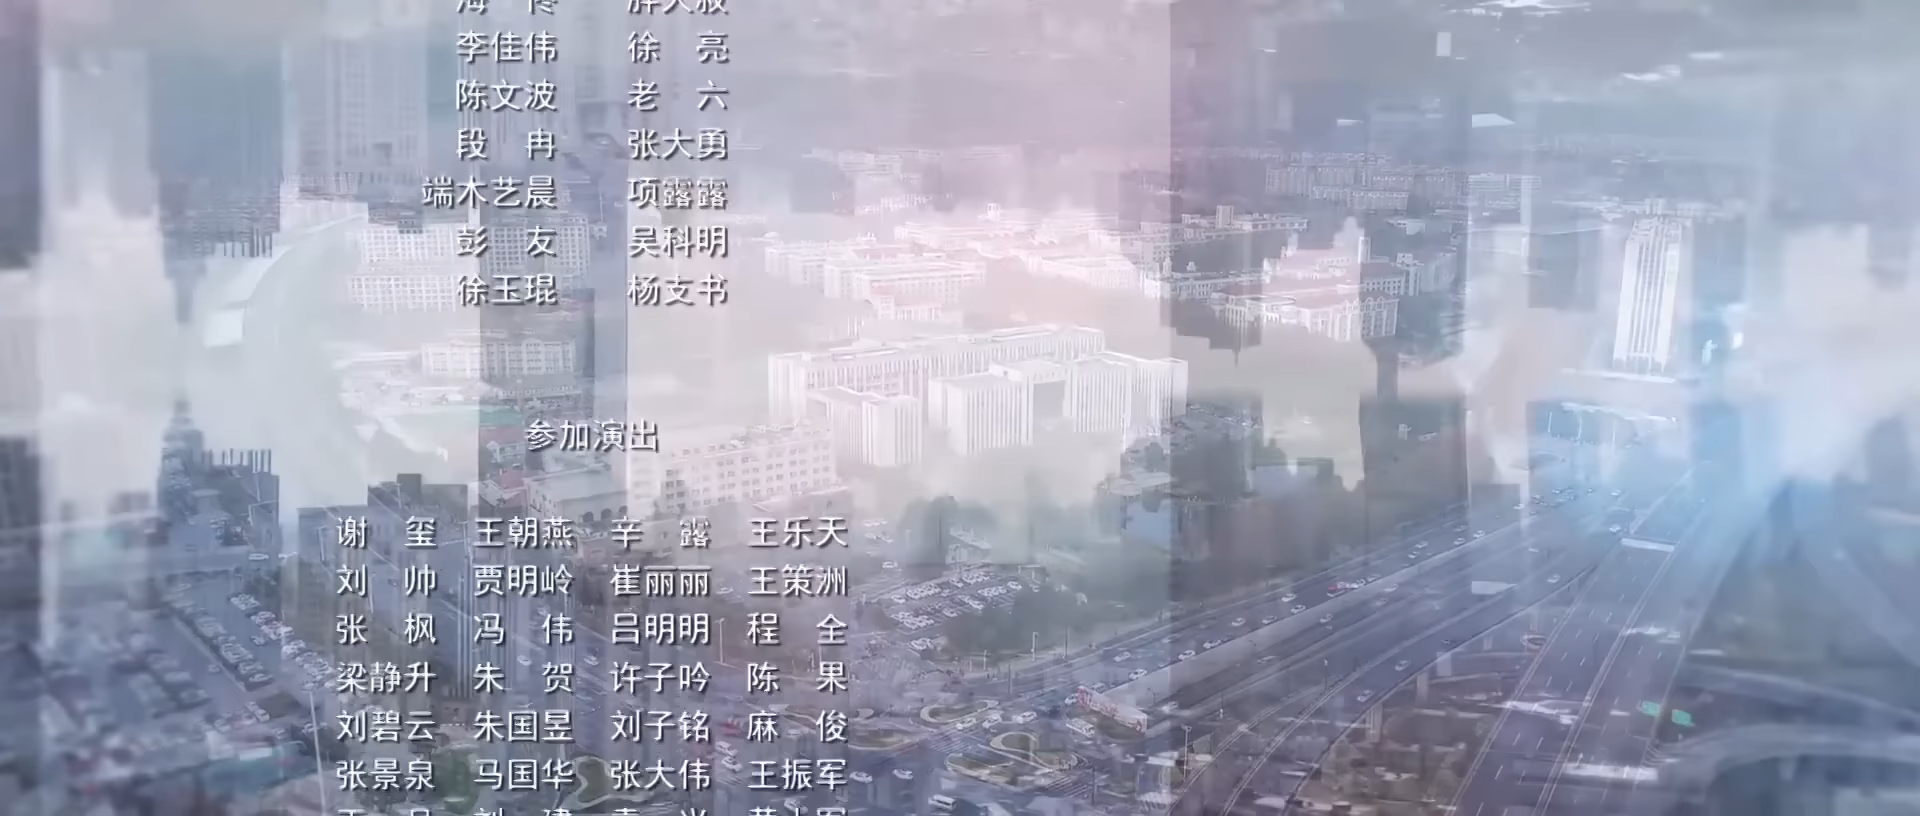 李佳伟 徐 亮
陈文波 老 六
段 冉 张大勇
端木艺晨 项露露
彭 友 吴科明
徐玉琨 杨支书
参加演出
谢 玺 王朝燕 辛 露 王乐天
刘 帅 贾明岭 崔丽丽 王策洲
张 枫 冯 伟 吕明明 程 全
梁静升 朱 贺 许子吟 陈 果
刘碧云 朱国昱 刘子铭 麻 俊
张景泉 马国华 张大伟 王振军